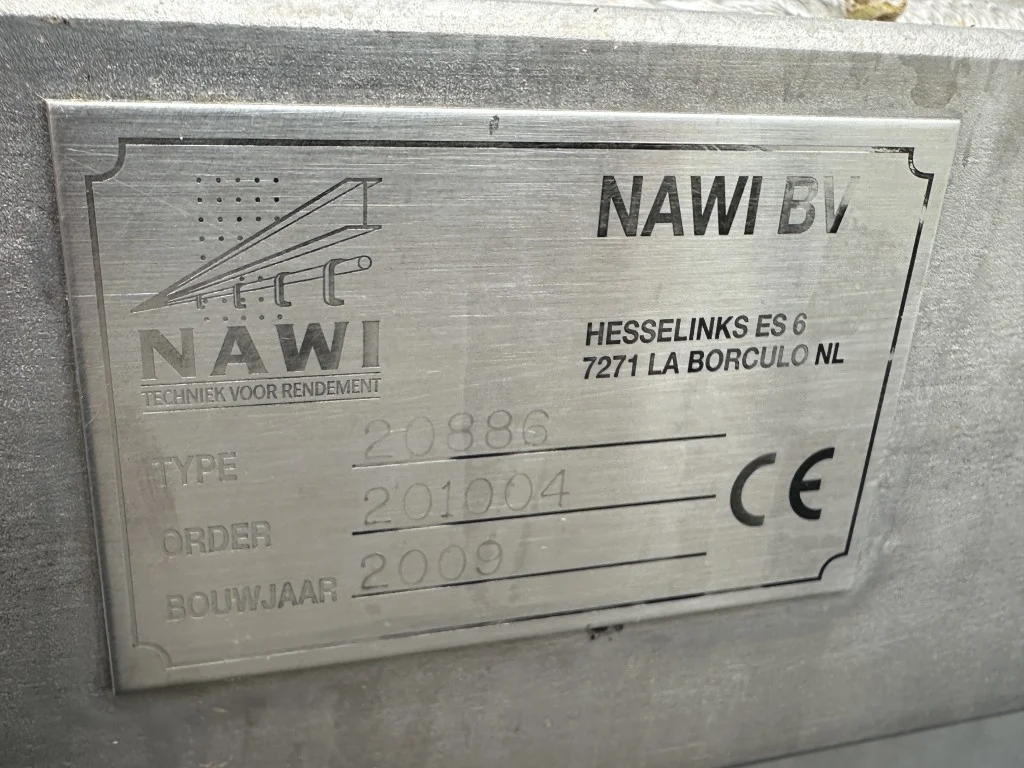 NAWI BV
HESSELINKS ES 6
7271 LA BORCULO NL
NAWI
TECHNIEK VOOR RENDEMENT
TYPE 20886
ORDER 201004
BOUWJAAR 2009
CE